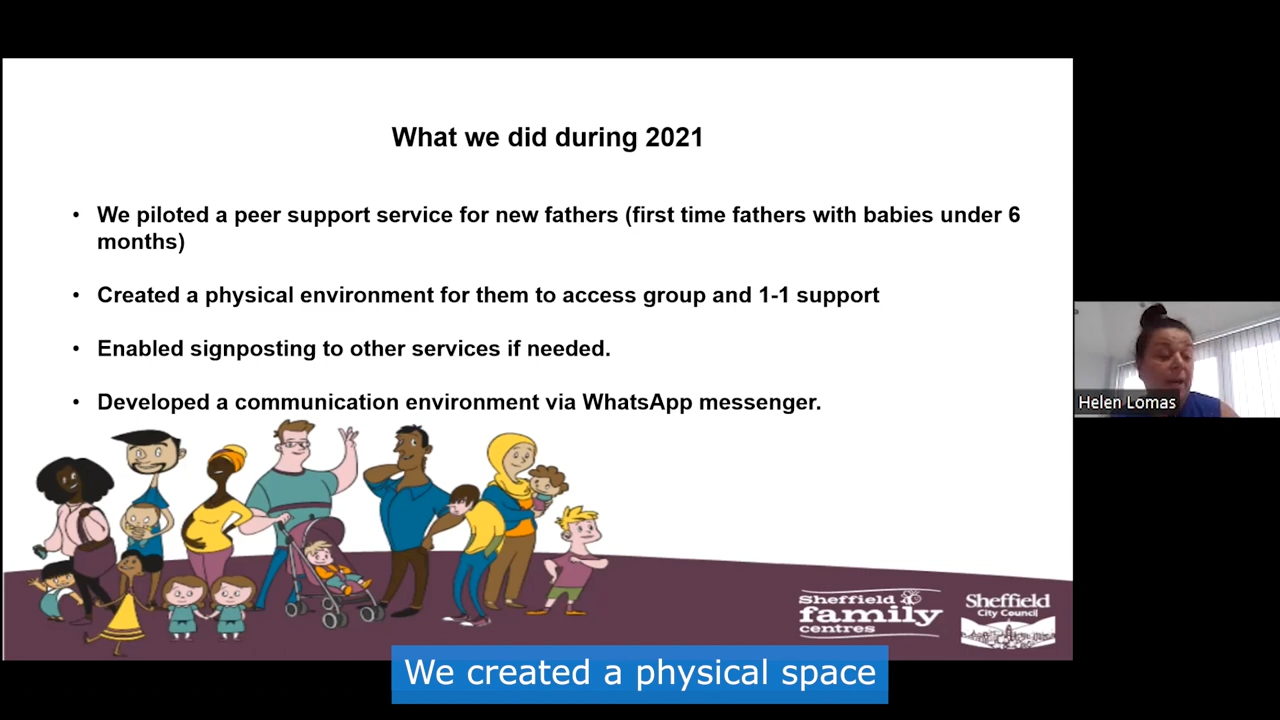 What we did during 2021
• We piloted a peer support service for new fathers (first time fathers with babies under 6
months)
• Created a physical environment for them to access group and 1-1 support
• Enabled signposting to other services if needed.
• Developed a communication environment via WhatsApp messenger.
Helen Lomas
Sheffield
family
centres
Sheffield
City Council
We created a physical space